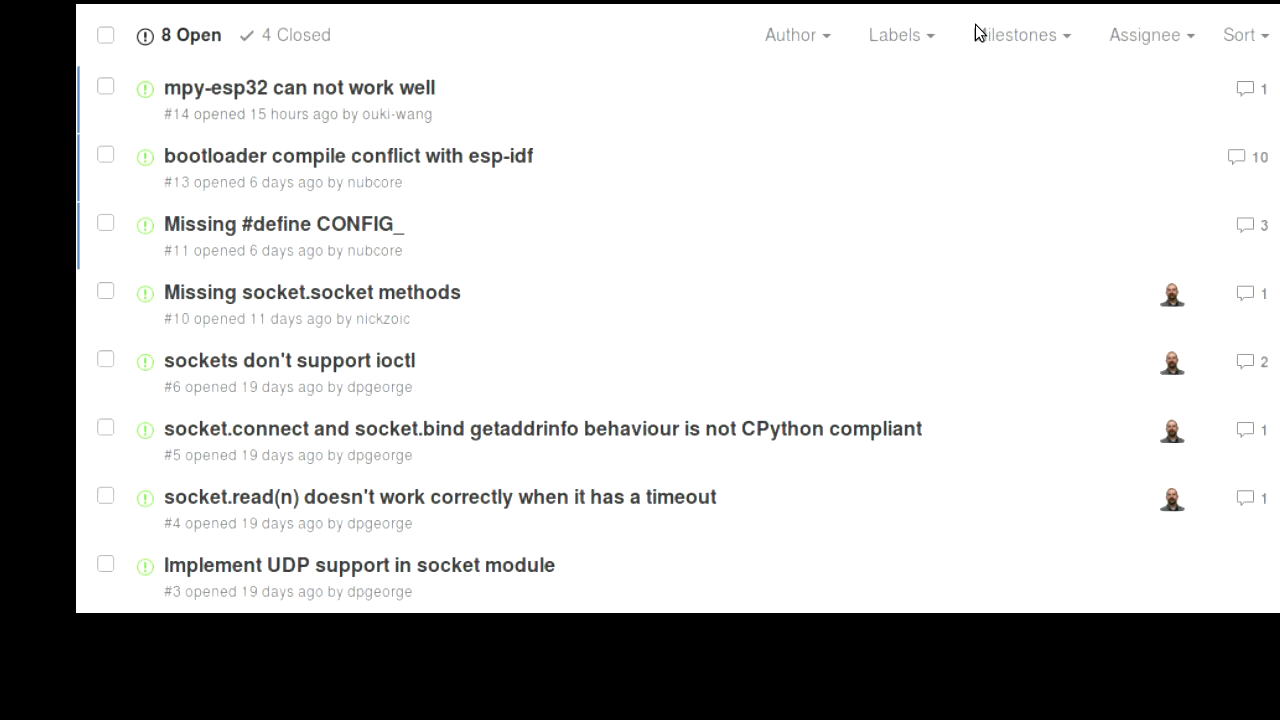 8 Open 4 Closed Author Labels Milestones Assignee Sort
mpy-esp32 can not work well 1
#14 opened 15 hours ago by ouki-wang
bootloader compile conflict with esp-idf 10
#13 opened 6 days ago by nubcore
Missing #define CONFIG_ 3
#11 opened 6 days ago by nubcore
Missing socket.socket methods 1
#10 opened 11 days ago by nickzoic
sockets don't support ioctl 2
#6 opened 19 days ago by dpgeorge
socket.connect and socket.bind getaddrinfo behaviour is not CPython compliant 1
#5 opened 19 days ago by dpgeorge
socket.read(n) doesn't work correctly when it has a timeout 1
#4 opened 19 days ago by dpgeorge
Implement UDP support in socket module
#3 opened 19 days ago by dpgeorge